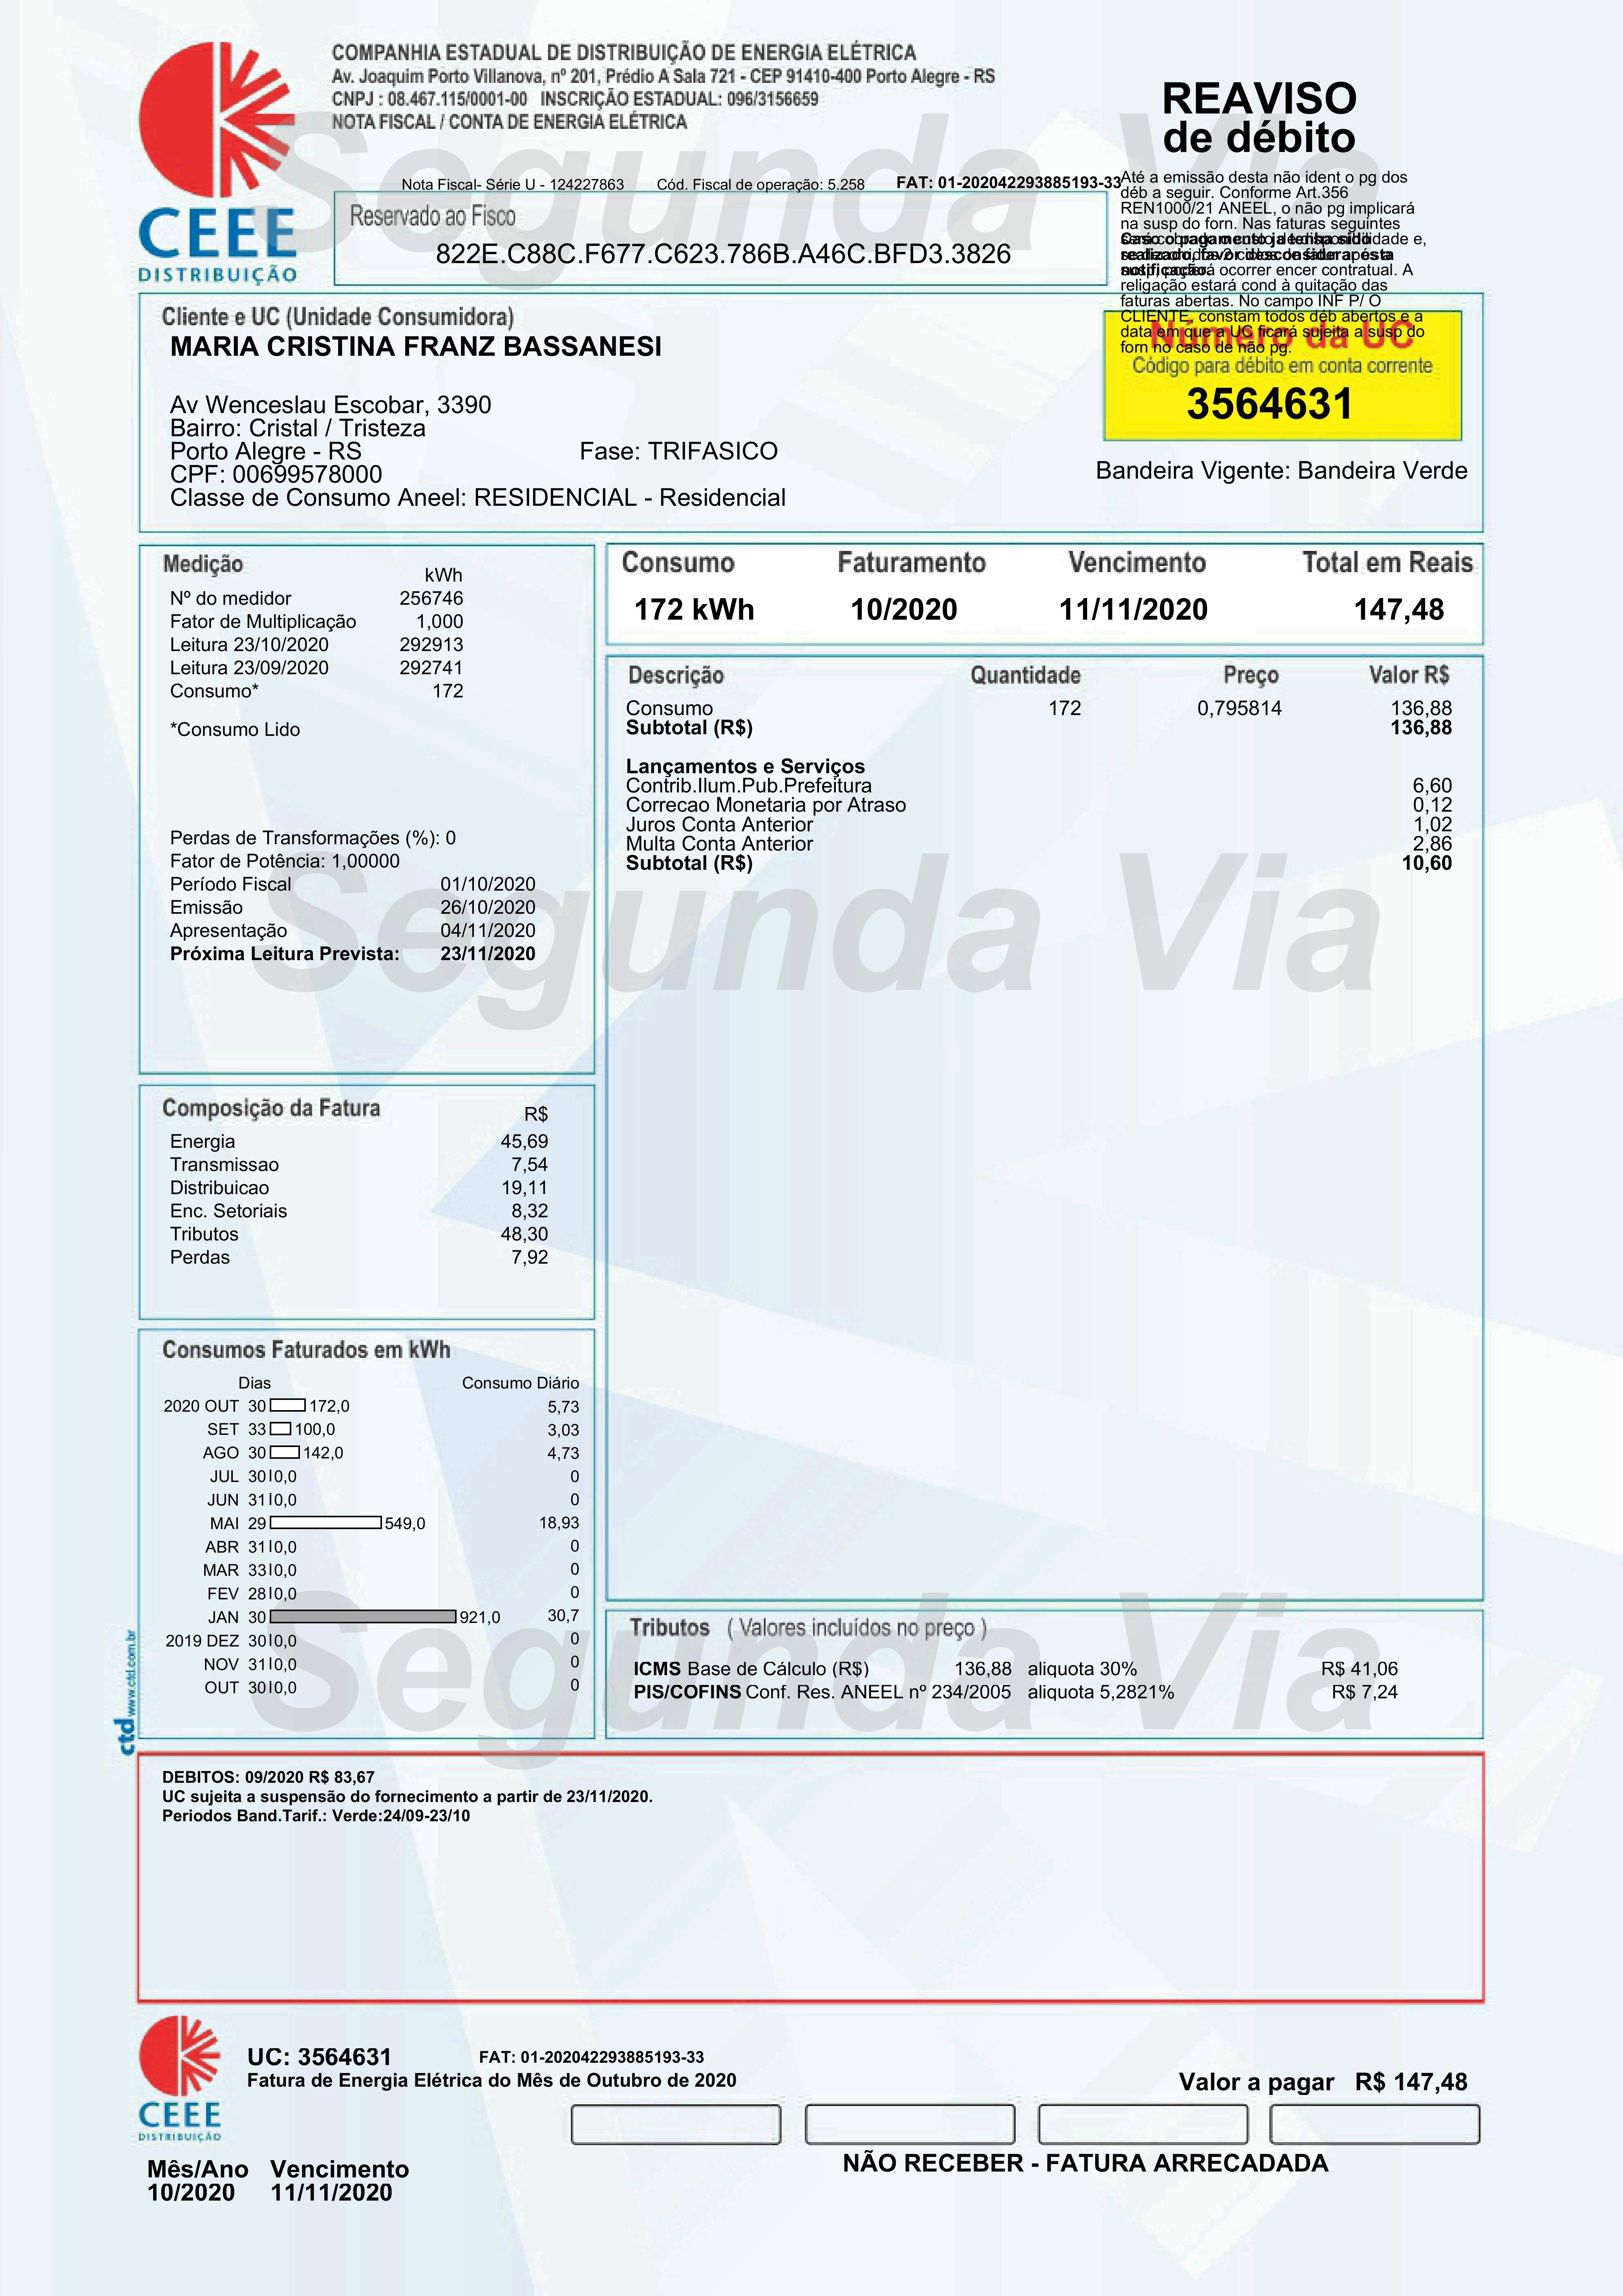 COMPANHIA ESTADUAL DE DISTRIBUIÇÃO DE ENERGIA ELÉTRICA
Av. Joaquim Porto Villanova, nº 201, Prédio A Sala 721 - CEP 91410-400 Porto Alegre - RS
CNPJ : 08.467.115/0001-00 INSCRIÇÃO ESTADUAL: 096/3156659
NOTA FISCAL / CONTA DE ENERGIA ELÉTRICA
REAVISO
de débito
Segunda Via
CEEE
DISTRIBUIÇÃO
Nota Fiscal- Série U - 124227863 Cód. Fiscal de operação: 5.258 FAT: 01-202042293885193-33
Reservado ao Fisco
822E.C88C.F677.C623.786B.A46C.BFD3.3826
Até a emissão desta não ident o pg dos
déb a seguir. Conforme Art.356
REN1000/21 ANEEL, o não pg implicará
na susp do forn. Nas faturas seguintes
Caso o pagamento ja tenha sido
realizado, favor desconsiderar esta
notificação.
ocorrer encer contratual. A
religação estará cond à quitação das
faturas abertas. No campo INF P/ O
CLIENTE, constam todos déb abertos e a
data em que a UC ficará sujeita a susp do
forn no caso de não pg.
Cliente e UC (Unidade Consumidora)
MARIA CRISTINA FRANZ BASSANESI
Av Wenceslau Escobar, 3390
Bairro: Cristal / Tristeza
Porto Alegre - RS Fase: TRIFASICO
CPF: 00699578000
Classe de Consumo Aneel: RESIDENCIAL - Residencial
Número da UC
Código para débito em conta corrente
3564631
Bandeira Vigente: Bandeira Verde
Medição
kWh
Nº do medidor 256746
Fator de Multiplicação 1,000
Leitura 23/10/2020 292913
Leitura 23/09/2020 292741
Consumo* 172
*Consumo Lido
Perdas de Transformações (%): 0
Fator de Potência: 1,00000
Período Fiscal 01/10/2020
Emissão 26/10/2020
Apresentação 04/11/2020
Próxima Leitura Prevista: 23/11/2020
Consumo Faturamento Vencimento Total em Reais
172 kWh 10/2020 11/11/2020 147,48
Descrição Quantidade Preço Valor R$
Consumo 172 0,795814 136,88
Subtotal (R$) 136,88
Lançamentos e Serviços
Contrib.Ilum.Pub.Prefeitura 6,60
Correcao Monetaria por Atraso 0,12
Juros Conta Anterior 1,02
Multa Conta Anterior 2,86
Subtotal (R$) 10,60
Segunda Via
Composição da Fatura R$
Energia 45,69
Transmissao 7,54
Distribuicao 19,11
Enc. Setoriais 8,32
Tributos 48,30
Perdas 7,92
Consumos Faturados em kWh
Dias Consumo Diário
2020 OUT 30 172,0 5,73
SET 33 100,0 3,03
AGO 30 142,0 4,73
JUL 30 0,0 0
JUN 31 0,0 0
MAI 29 549,0 18,93
ABR 31 0,0 0
MAR 33 0,0 0
FEV 28 0,0 0
JAN 30 921,0 30,7
2019 DEZ 30 0,0 0
NOV 31 0,0 0
OUT 30 0,0 0
Segunda Via
Tributos ( Valores incluídos no preço )
ICMS Base de Cálculo (R$) 136,88 aliquota 30% R$ 41,06
PIS/COFINS Conf. Res. ANEEL nº 234/2005 aliquota 5,2821% R$ 7,24
ctd www.ctd.com.br
DEBITOS: 09/2020 R$ 83,67
UC sujeita a suspensão do fornecimento a partir de 23/11/2020.
Periodos Band.Tarif.: Verde:24/09-23/10
CEEE
DISTRIBUIÇÃO
UC: 3564631 FAT: 01-202042293885193-33
Fatura de Energia Elétrica do Mês de Outubro de 2020
Valor a pagar R$ 147,48
NÃO RECEBER - FATURA ARRECADADA
Mês/Ano Vencimento
10/2020 11/11/2020